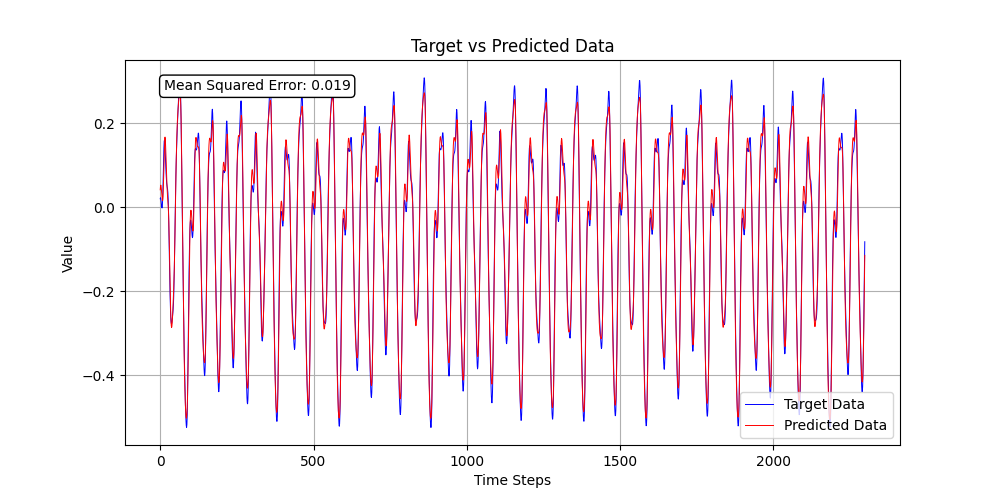 Target vs Predicted Data
Mean Squared Error: 0.019
0.2
0.0
−0.2
−0.4
Value
0
500
1000
1500
2000
Time Steps
Target Data
Predicted Data